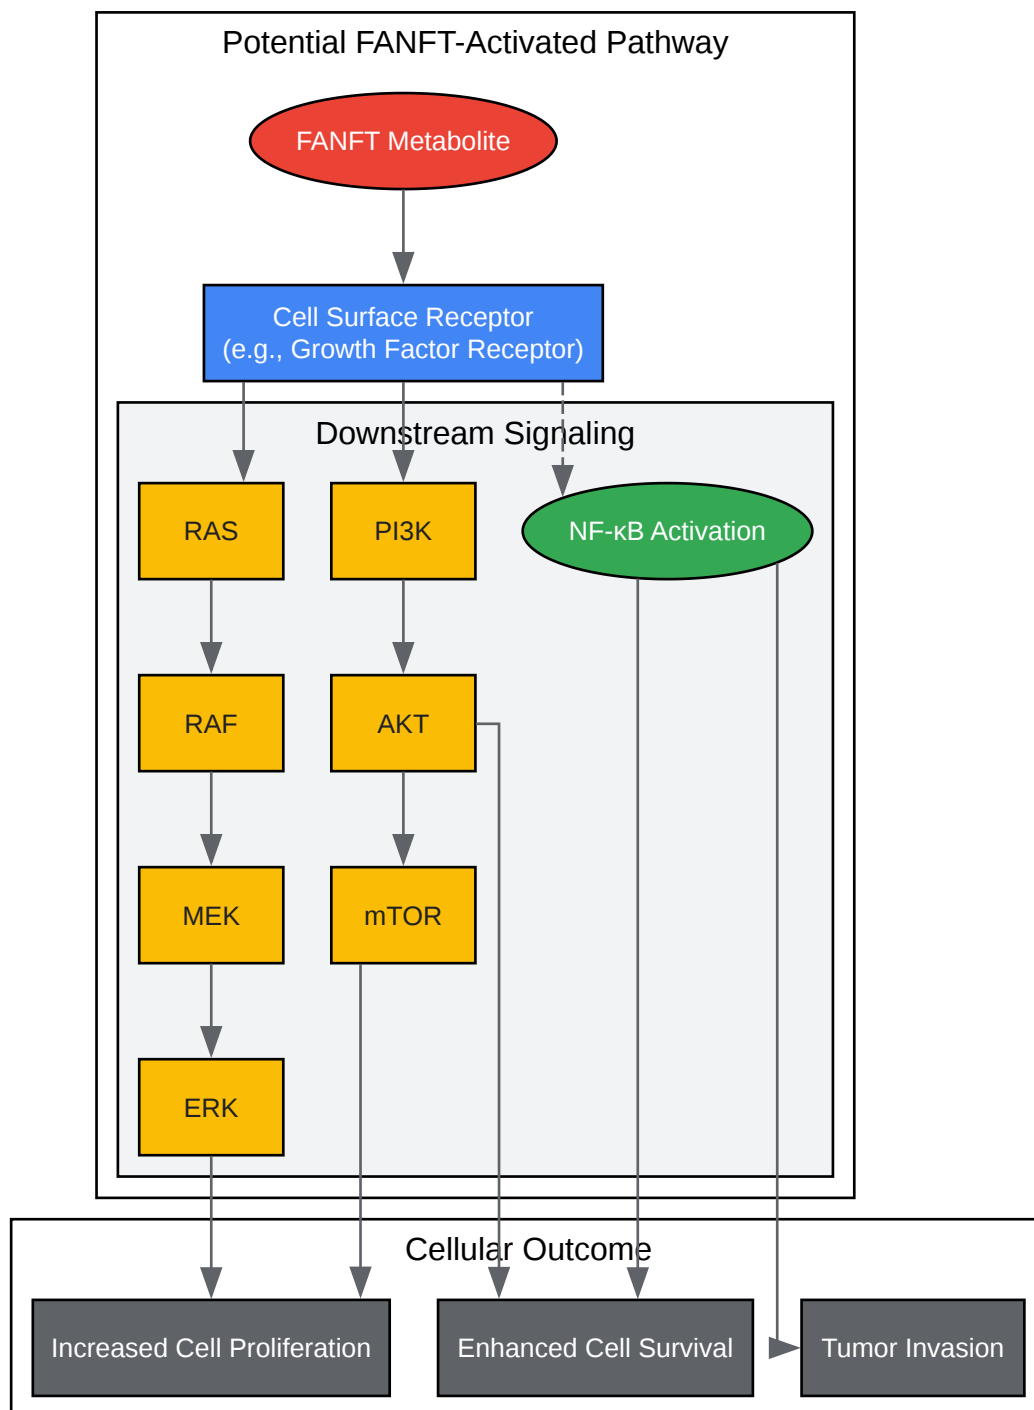 Potential FANFT-Activated Pathway
FANFT Metabolite
Cell Surface Receptor
(e.g., Growth Factor Receptor)
Downstream Signaling
RAS
PI3K
NF-κB Activation
RAF
AKT
MEK
mTOR
ERK
Cellular Outcome
Increased Cell Proliferation
Enhanced Cell Survival
Tumor Invasion